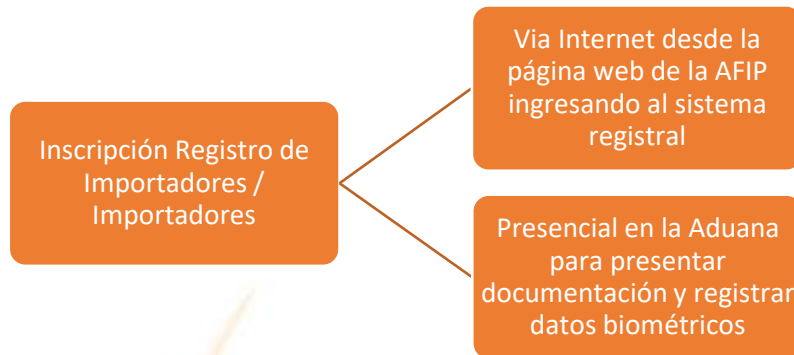 Inscripción Registro de
Importadores /
Importadores
Via Internet desde la
página web de la AFIP
ingresando al sistema
registral
Presencial en la Aduana
para presentar
documentación y registrar
datos biométricos